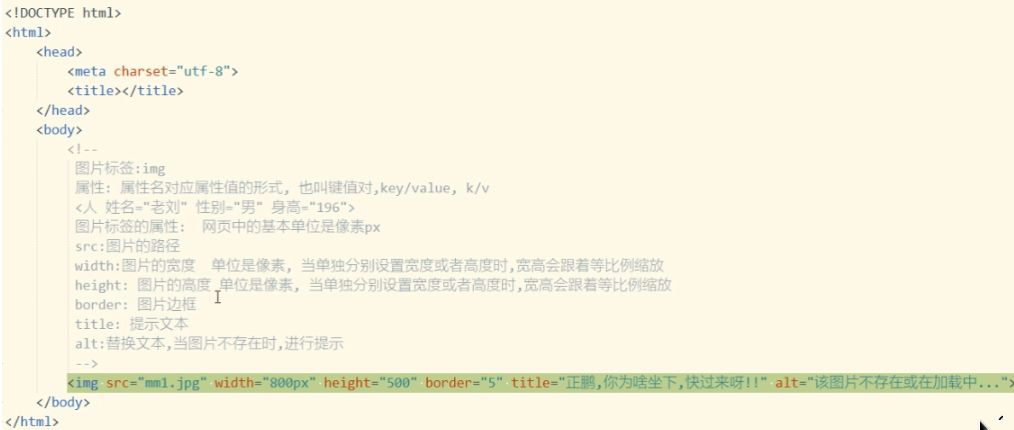 <!DOCTYPE html>
<html>
<head>
<meta charset="utf-8">
<title></title>
</head>
<body>
<!--
图片标签:img
属性: 属性名对应属性值的形式, 也叫键值对,key/value, k/v
<人 姓名="老刘" 性别="男" 身高="196">
图片标签的属性: 网页中的基本单位是像素px
src:图片的路径
width:图片的宽度 单位是像素, 当单独分别设置宽度或者高度时,宽高会跟着等比例缩放
height: 图片的高度 单位是像素, 当单独分别设置宽度或者高度时,宽高会跟着等比例缩放
border: 图片边框
title: 提示文本
alt:替换文本,当图片不存在时,进行提示
-->
<img src="mm1.jpg" width="800px" height="500" border="5" title="正鹏,你为啥坐下,快过来呀!!" alt="该图片不存在或在加载中...">
</body>
</html>